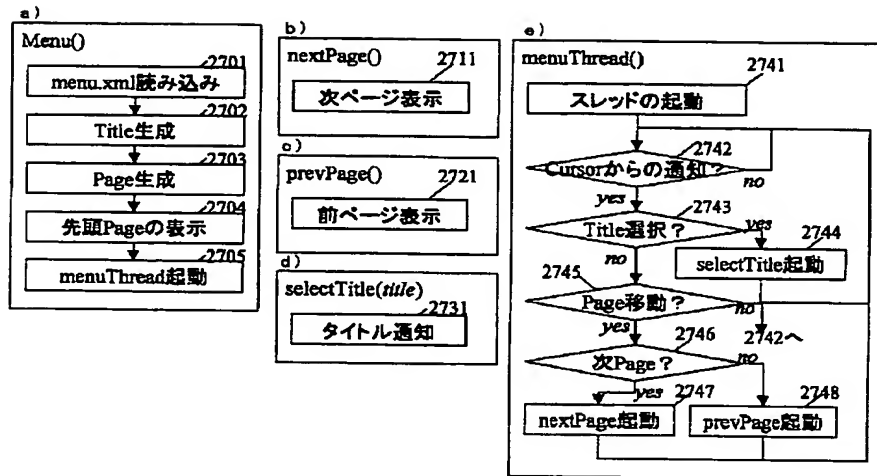 a)
Menu()
2701
menu.xml読み込み
2702
Title生成
2703
Page生成
2704
先頭Pageの表示
2705
menuThread起動
b)
nextPage()
2711
次ページ表示
c)
prevPage()
2721
前ページ表示
d)
selectTitle(title)
2731
タイトル通知
e)
menuThread()
2741
スレッドの起動
2742
Cursorからの通知?
no
yes
2743
Title選択?
yes
2744
no
selectTitle起動
2745
Page移動?
no
yes
2742へ
2746
次Page?
no
yes
2747
nextPage起動
2748
prevPage起動